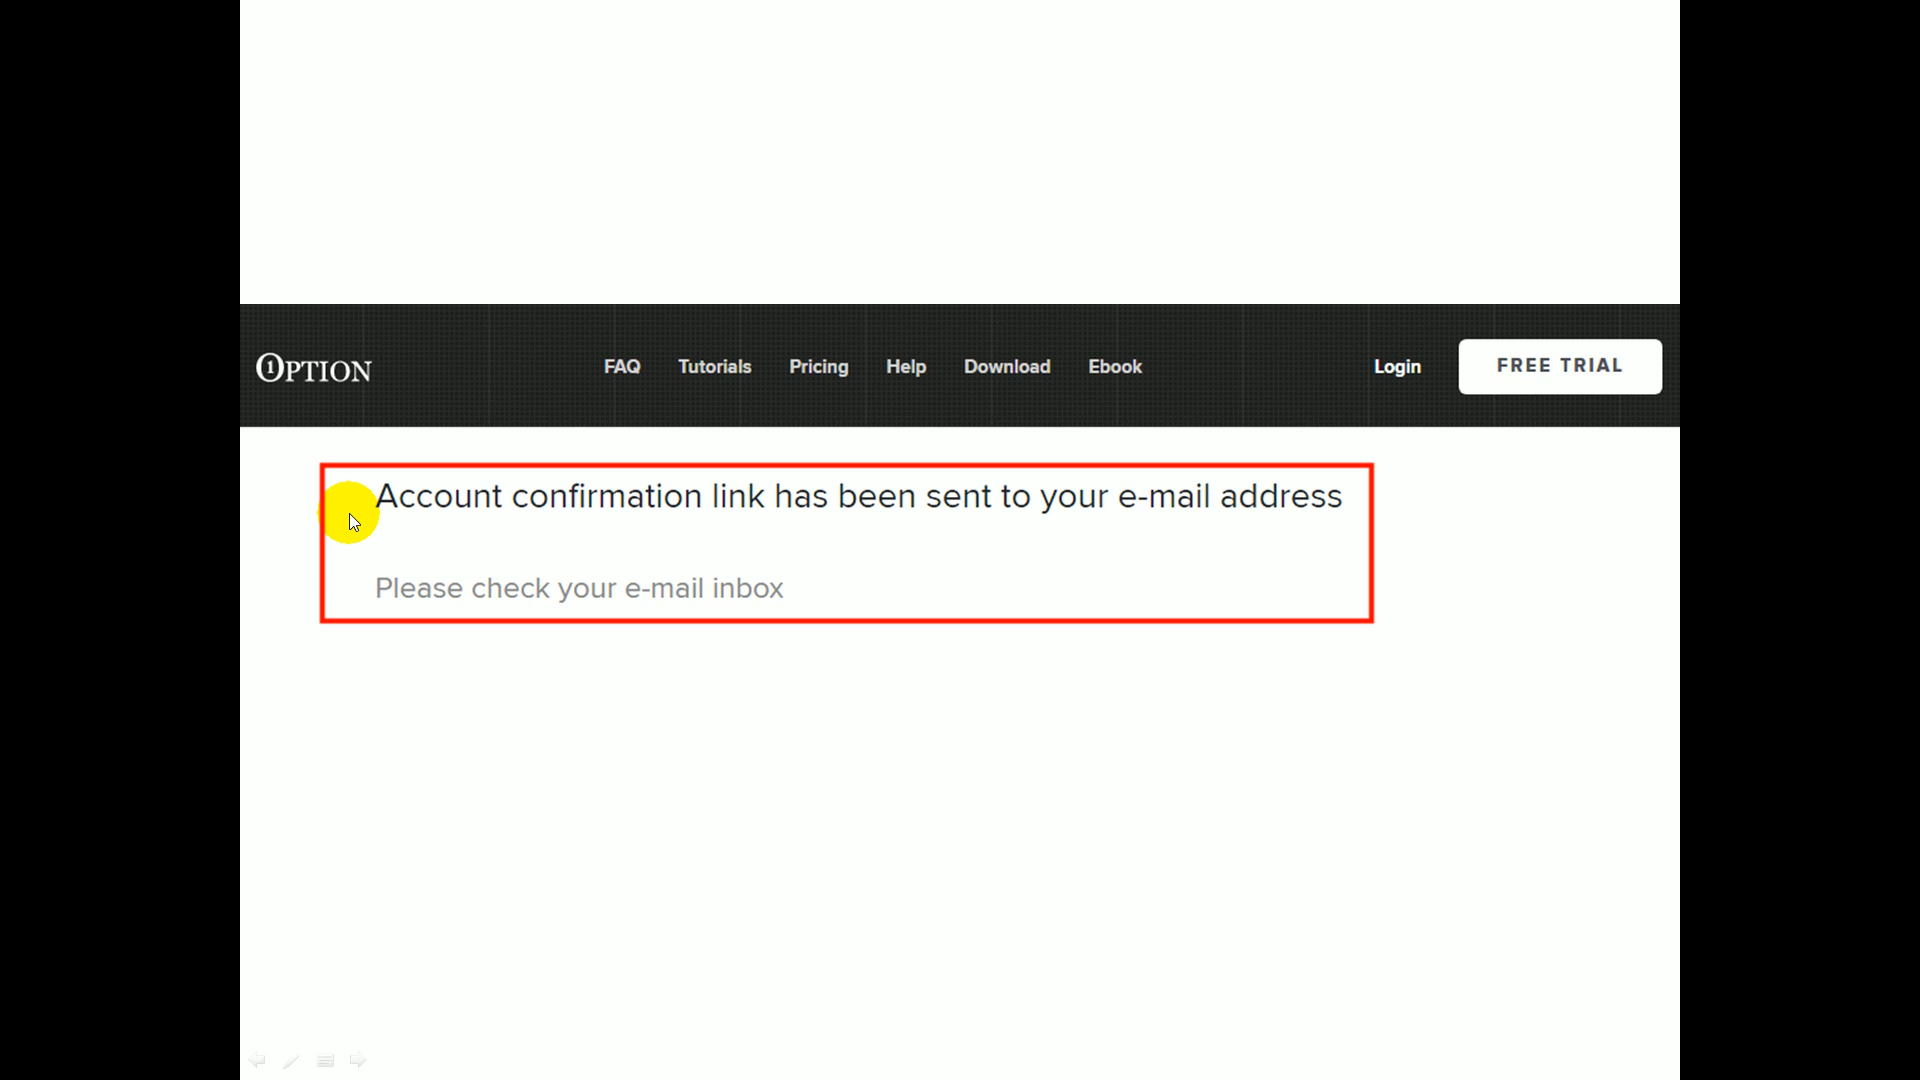 1OPTION
FAQ Tutorials Pricing Help Download Ebook Login FREE TRIAL
Account confirmation link has been sent to your e-mail address
Please check your e-mail inbox